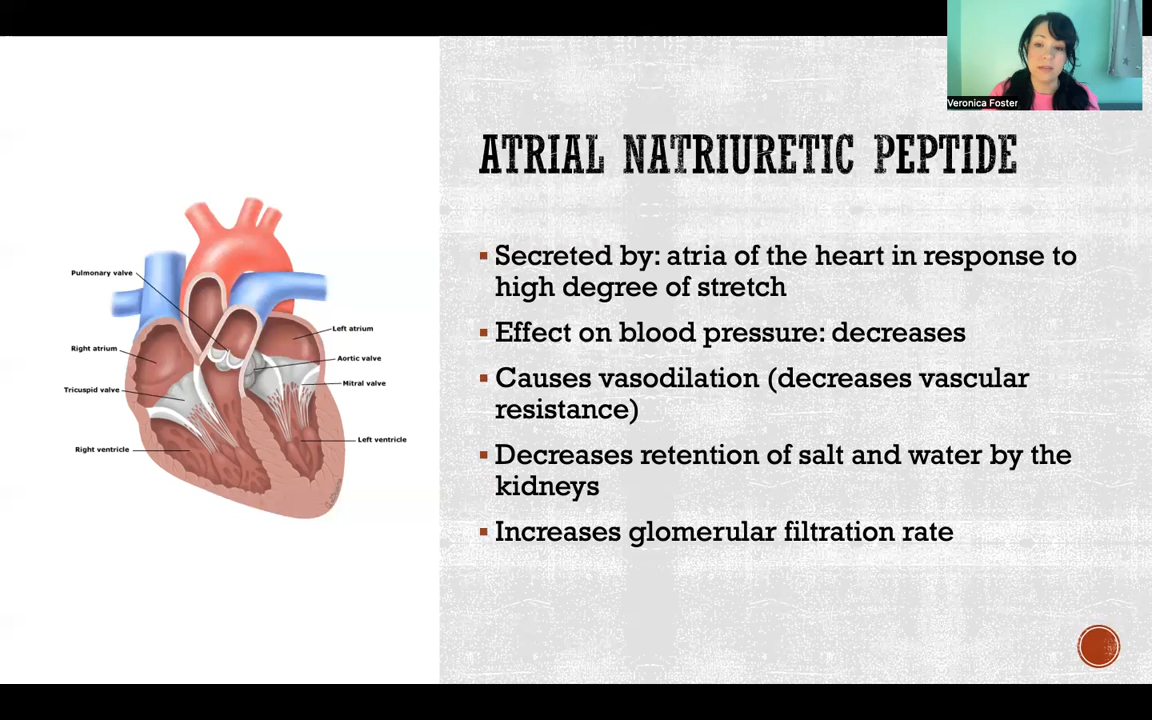 Veronica Foster
ATRIAL NATRIURETIC PEPTIDE
Secreted by: atria of the heart in response to
high degree of stretch
Effect on blood pressure: decreases
Causes vasodilation (decreases vascular
resistance)
Decreases retention of salt and water by the
kidneys
Increases glomerular filtration rate
Pulmonary valve
Right atrium
Tricuspid valve
Right ventricle
Left atrium
Aortic valve
Mitral valve
Left ventricle